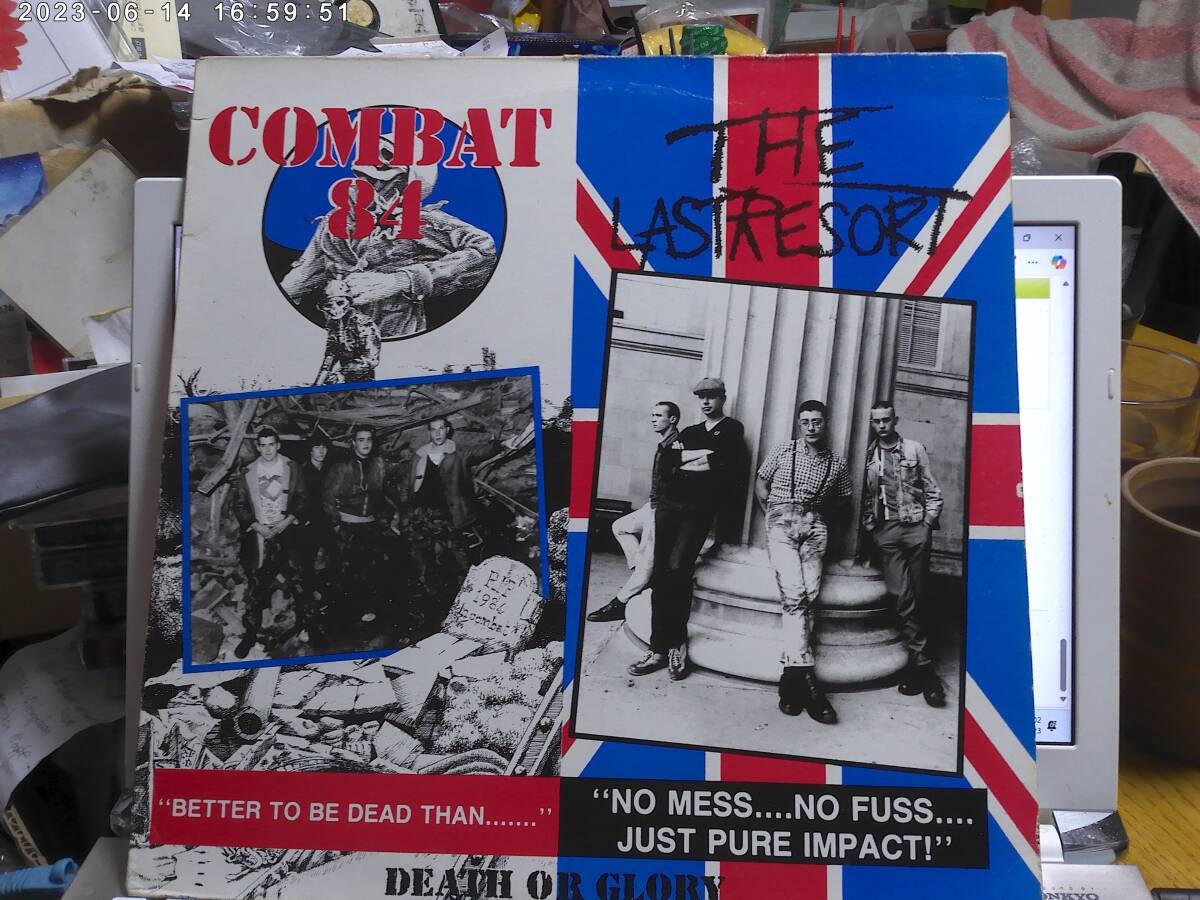 2023-06-14 16:59:51
COMBAT
84
THE
LAST RESORT
R.I.P
1984
"BETTER TO BE DEAD THAN......."
"NO MESS....NO FUSS....
JUST PURE IMPACT!"
DEATH OR GLORY
ONKYO